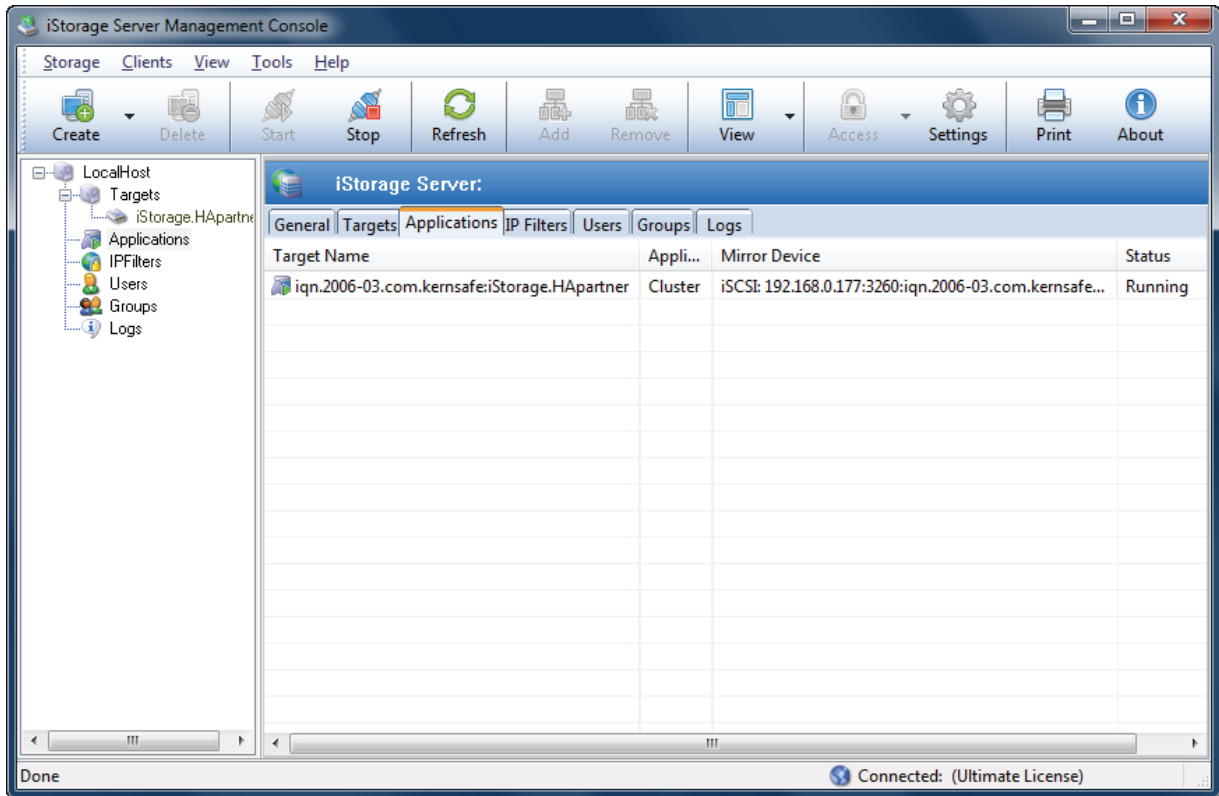 iStorage Server Management Console
Storage Clients View Tools Help
Create Delete Start Stop Refresh Add Remove View Access Settings Print About
LocalHost
Targets
iStorage.HApartne
Applications
IPFilters
Users
Groups
Logs
iStorage Server:
General Targets Applications IP Filters Users Groups Logs
Target Name Appli... Mirror Device Status
iqn.2006-03.com.kernsafe:iStorage.HApartner Cluster iSCSI: 192.168.0.177:3260:iqn.2006-03.com.kernsafe... Running
Done Connected: (Ultimate License)